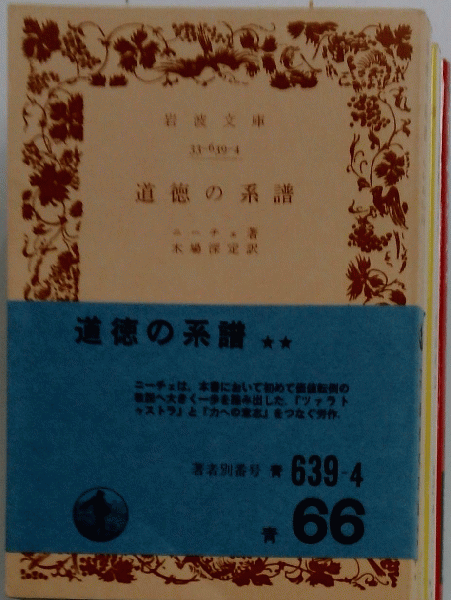 岩波文庫
33-639-4
道徳の系譜
ニーチェ著
木場深定訳
道徳の系譜 ★★
ニーチェは、本書において初めて価値転倒の
教説へ大きく一歩を踏み出した.『ツァラト
ゥストラ』と『力への意志』をつなぐ労作.
著者別番号 青 639-4
青 66